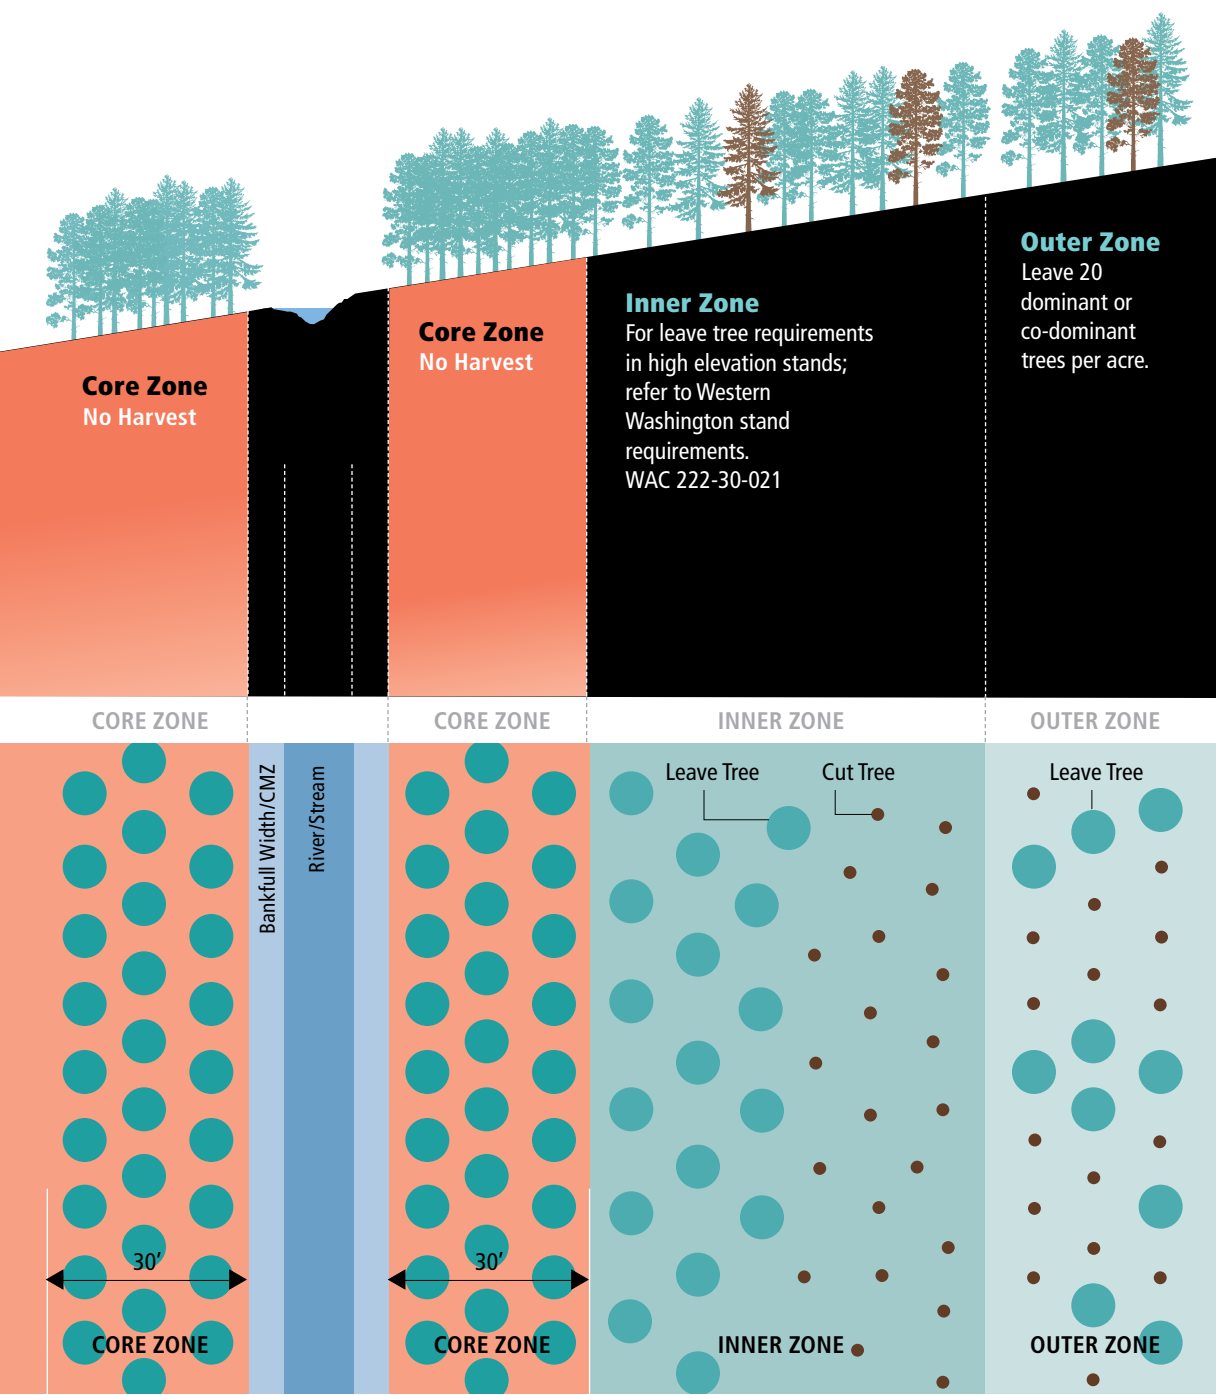 Outer Zone
Leave 20
dominant or
co-dominant
trees per acre.
Inner Zone
For leave tree requirements
in high elevation stands;
refer to Western
Washington stand
requirements.
WAC 222-30-021
Core Zone
No Harvest
Core Zone
No Harvest
CORE ZONE
CORE ZONE
INNER ZONE
OUTER ZONE
Bankfull Width/CMZ
River/Stream
Leave Tree
Cut Tree
Leave Tree
30’
30’
CORE ZONE
CORE ZONE
INNER ZONE
OUTER ZONE